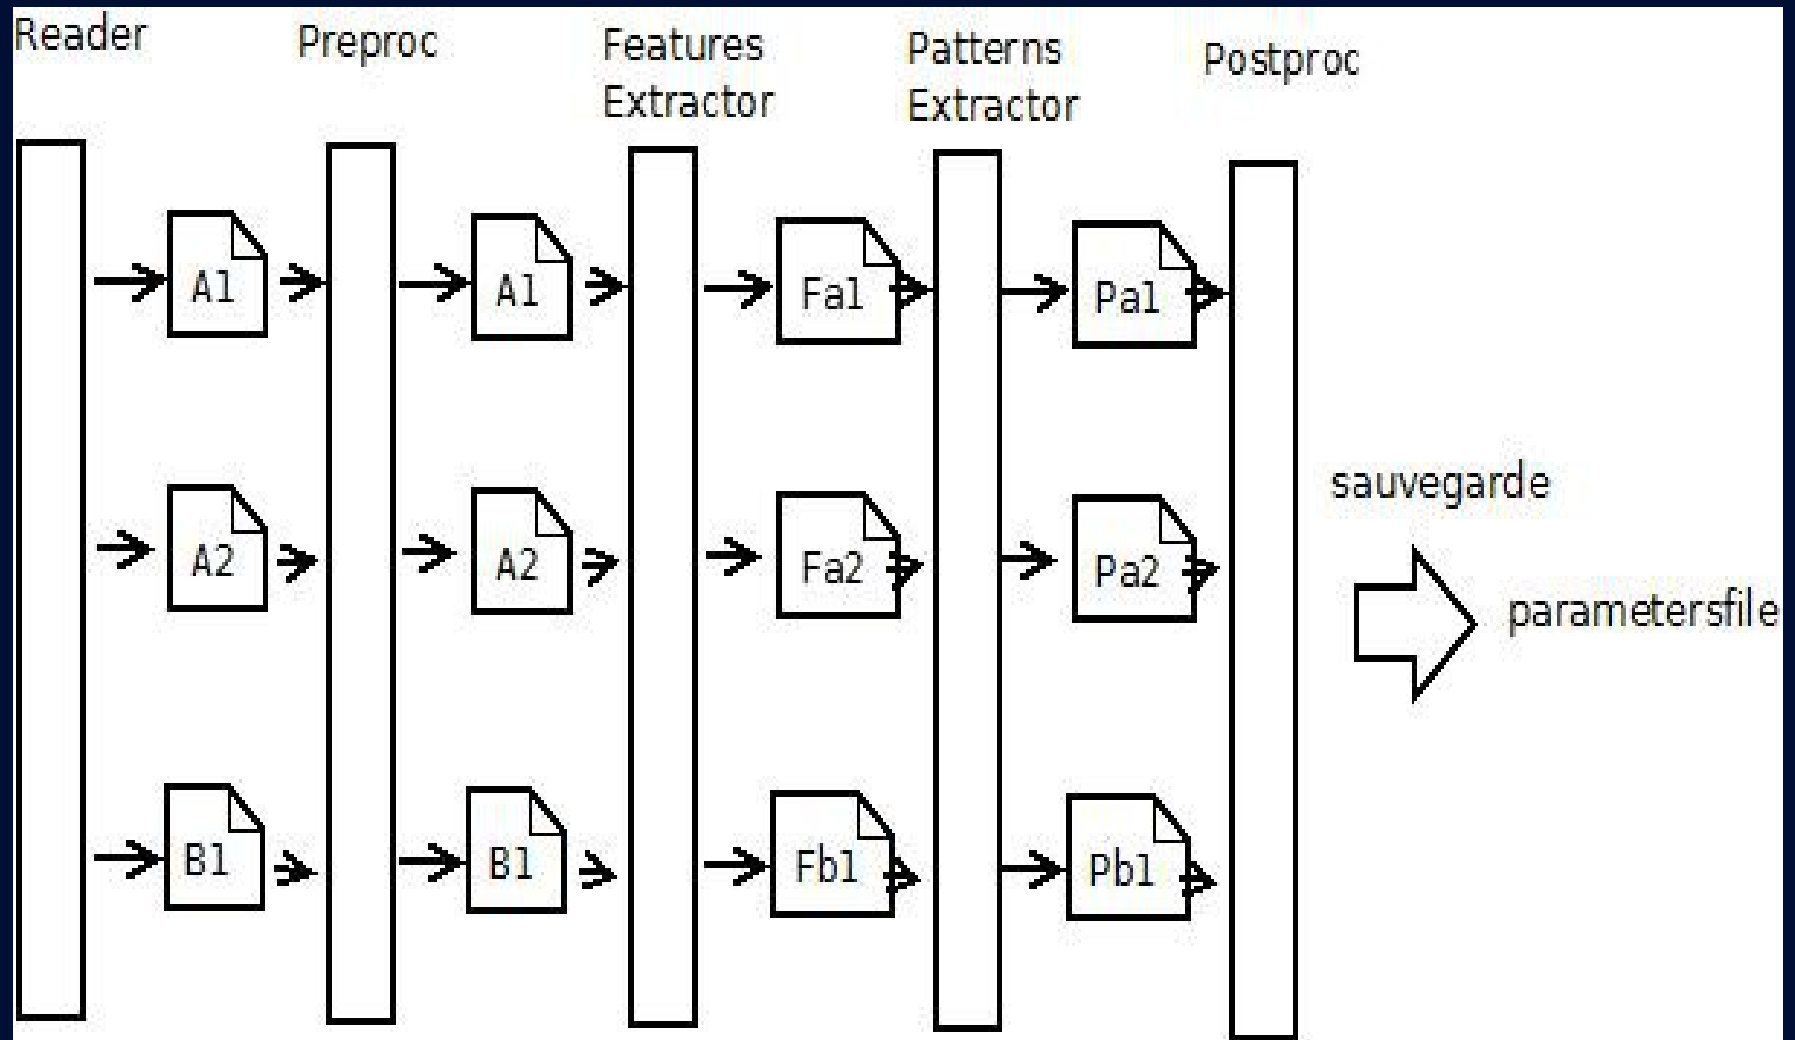 Reader
Preproc
Features
Extractor
Patterns
Extractor
Postproc
A1
A1
Fa1
Pa1
A2
A2
Fa2
Pa2
sauvegarde
parametersfile
B1
B1
Fb1
Pb1